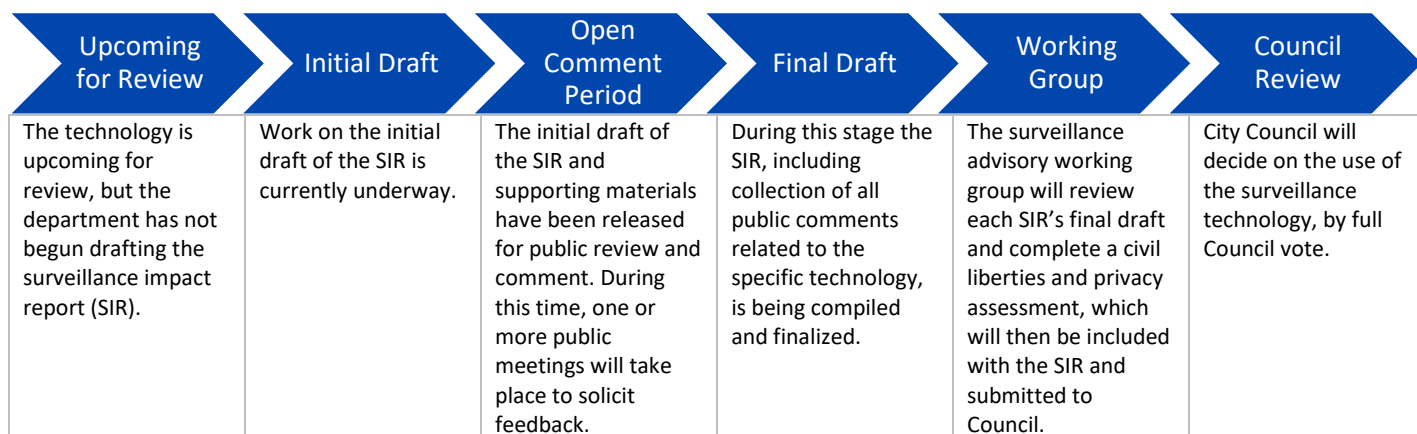 Upcoming
for Review
Initial Draft
Open
Comment
Period
Final Draft
Working
Group
Council
Review
The technology is
upcoming for
review, but the
department has not
begun drafting the
surveillance impact
report (SIR).
Work on the initial
draft of the SIR is
currently underway.
The initial draft of
the SIR and
supporting materials
have been released
for public review and
comment. During
this time, one or
more public
meetings will take
place to solicit
feedback.
During this stage the
SIR, including
collection of all
public comments
related to the
specific technology,
is being compiled
and finalized.
The surveillance
advisory working
group will review
each SIR’s final draft
and complete a civil
liberties and privacy
assessment, which
will then be included
with the SIR and
submitted to
Council.
City Council will
decide on the use of
the surveillance
technology, by full
Council vote.